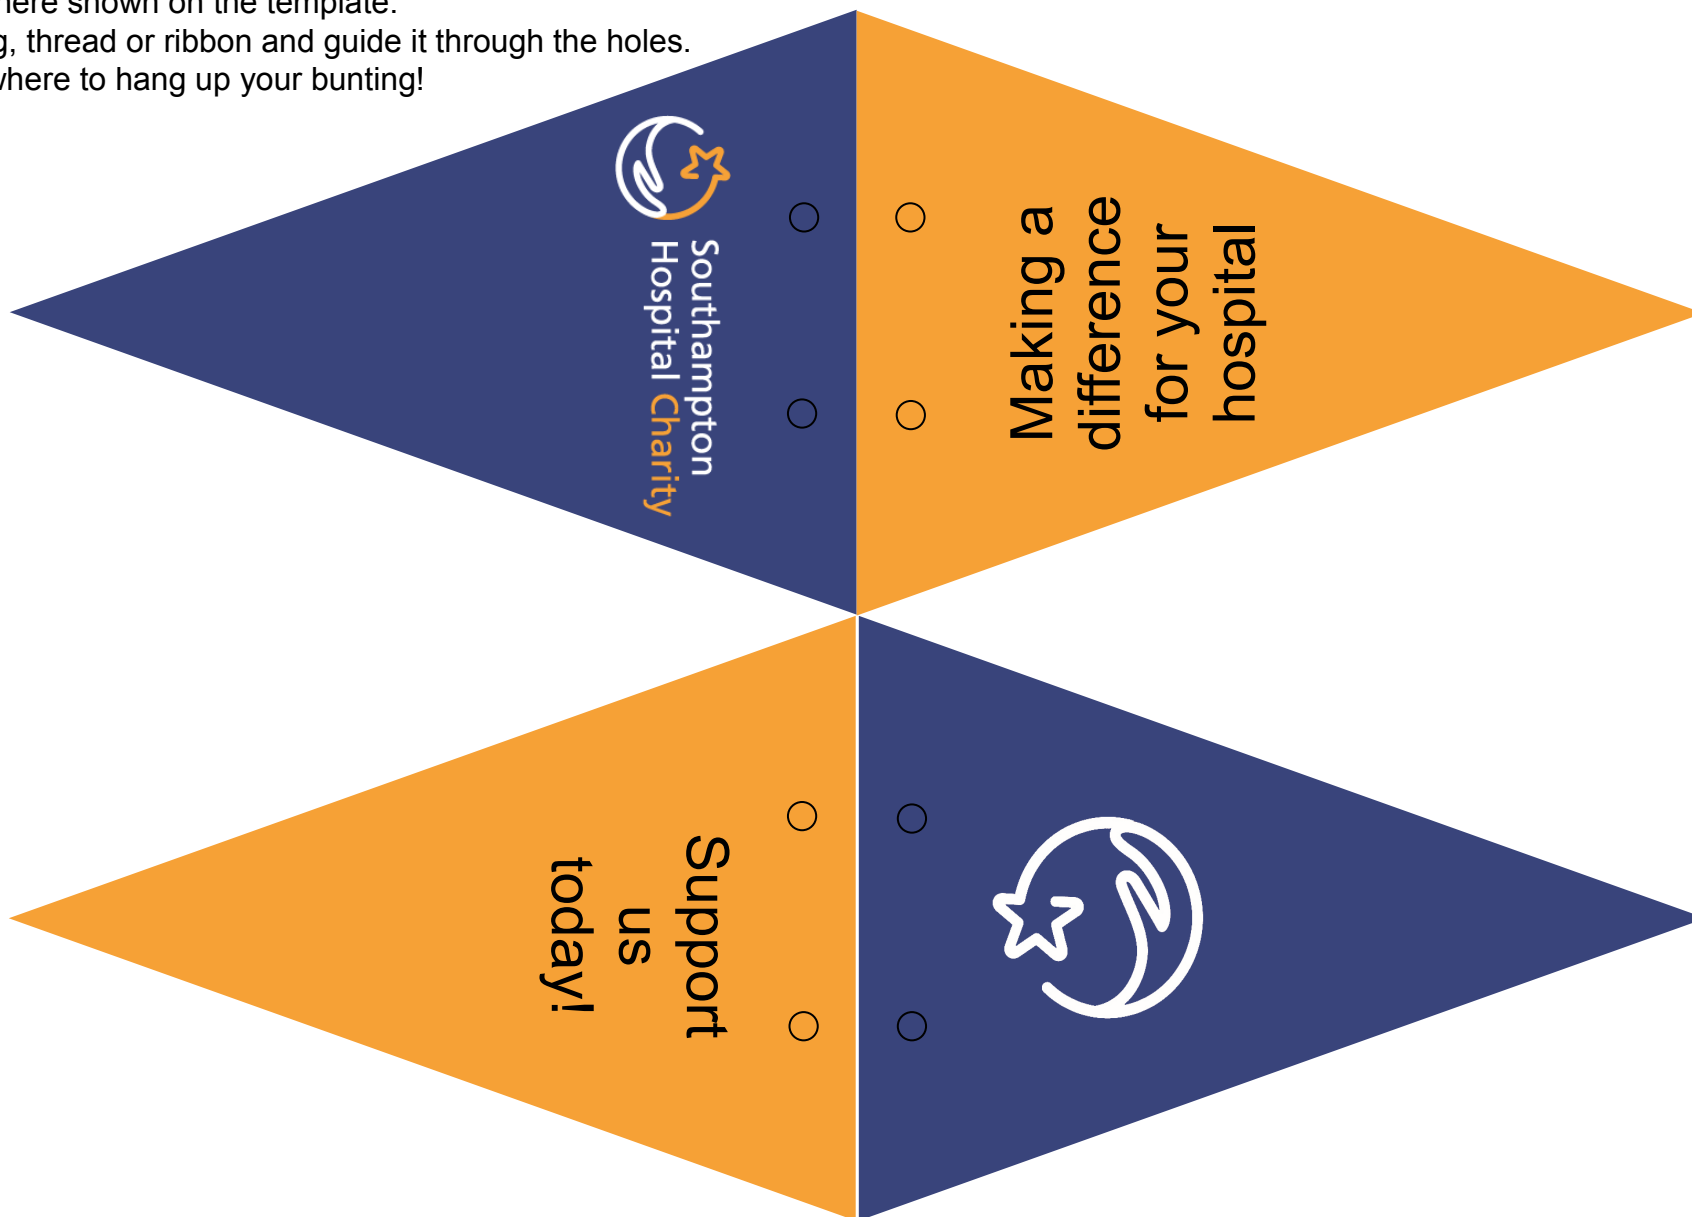 here shown on the template.
, thread or ribbon and guide it through the holes.
where to hang up your bunting!
Southampton
Hospital Charity
Making a
difference
for your
hospital
Support
us
today!